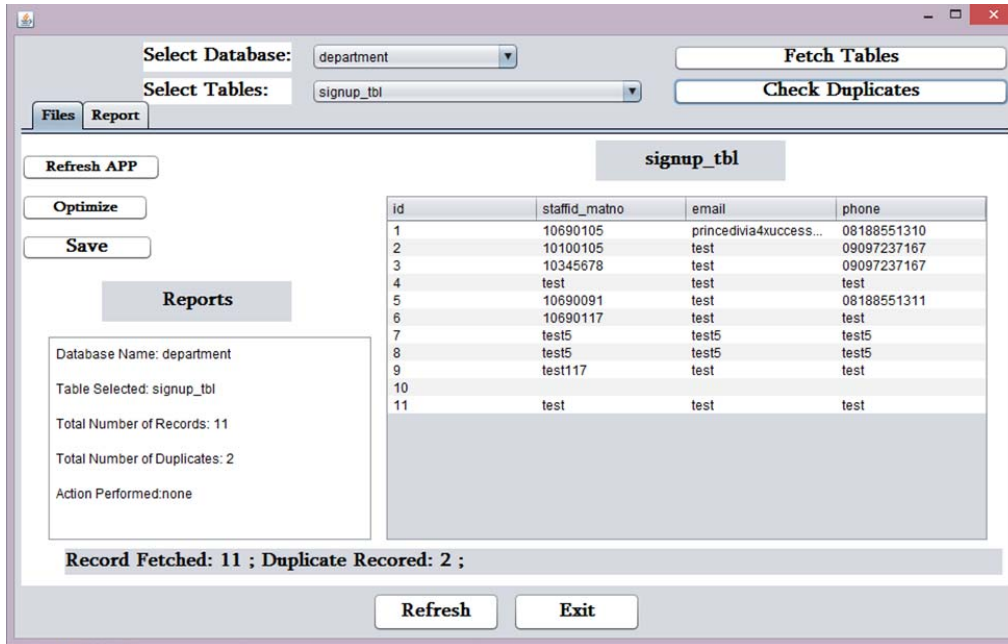 Select Database: department Fetch Tables
Select Tables: signup_tbl Check Duplicates
Files Report
Refresh APP
Optimize
Save
Reports
Database Name: department
Table Selected: signup_tbl
Total Number of Records: 11
Total Number of Duplicates: 2
Action Performed:none
signup_tbl
id staffid_matno email phone
1 10690105 princedivia4xuccess... 08188551310
2 10100105 test 09097237167
3 10345678 test 09097237167
4 test test test
5 10690091 test 08188551311
6 10690117 test test
7 test5 test5 test5
8 test5 test5 test5
9 test117 test test
10
11 test test test
Record Fetched: 11 ; Duplicate Recored: 2 ;
Refresh Exit